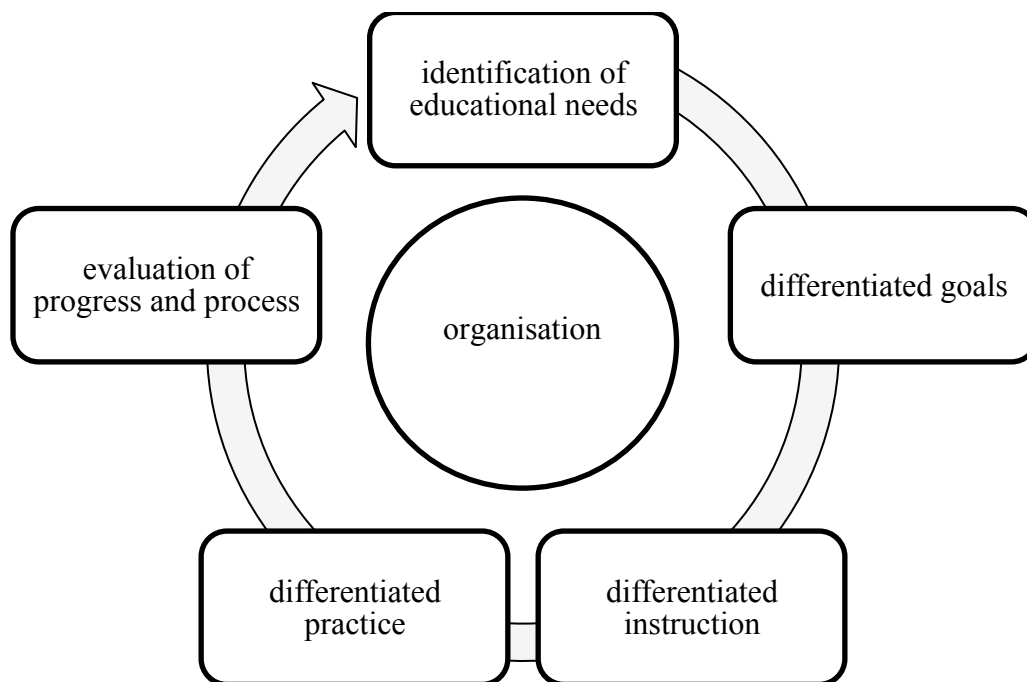 identification of
educational needs
differentiated goals
differentiated
instruction
differentiated
practice
evaluation of
progress and process
organisation